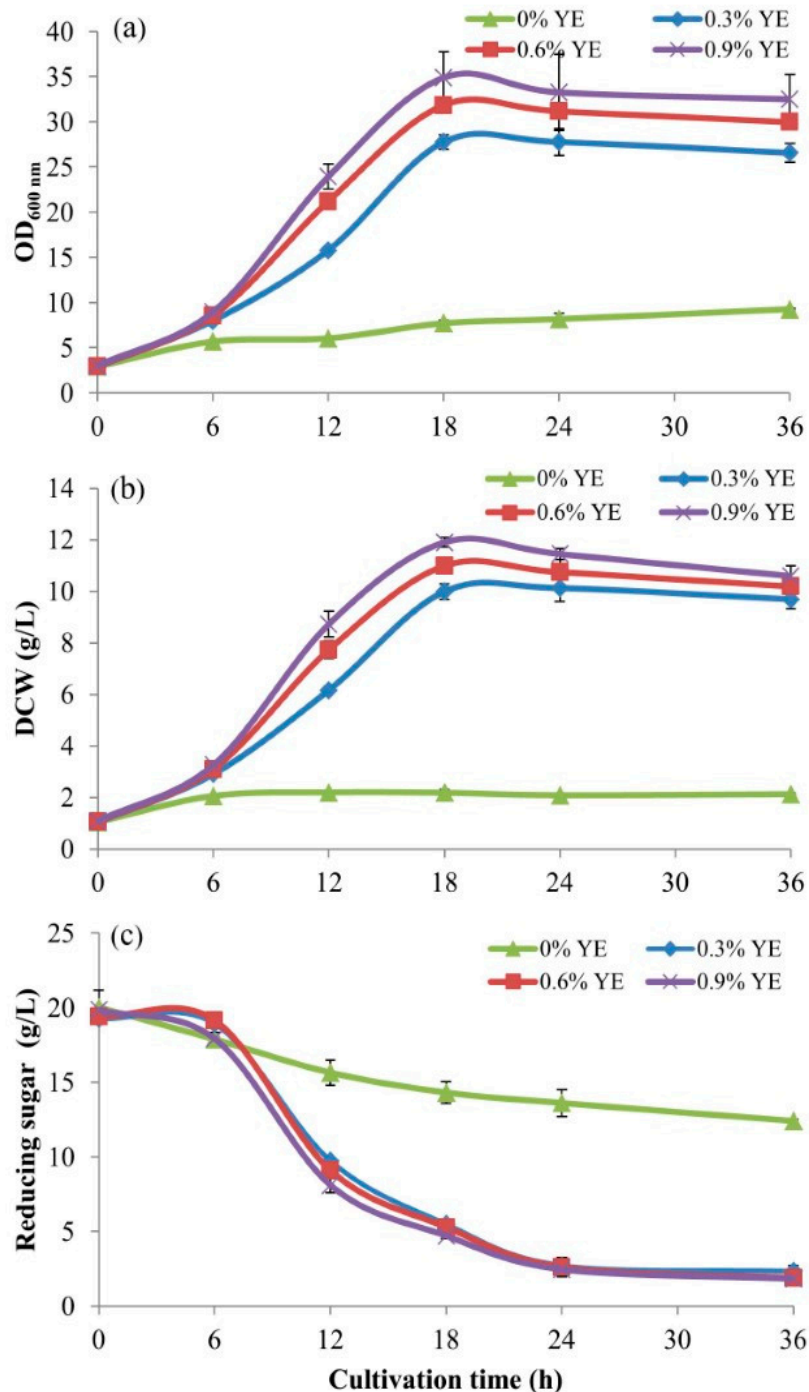 (a)
0% YE 0.3% YE
0.6% YE 0.9% YE
40
35
30
25
20
15
10
5
0
OD600 nm
0 6 12 18 24 30 36
(b)
0% YE 0.3% YE
0.6% YE 0.9% YE
14
12
10
8
6
4
2
0
DCW (g/L)
0 6 12 18 24 30 36
(c)
0% YE 0.3% YE
0.6% YE 0.9% YE
25
20
15
10
5
0
Reducing sugar (g/L)
0 6 12 18 24 30 36
Cultivation time (h)